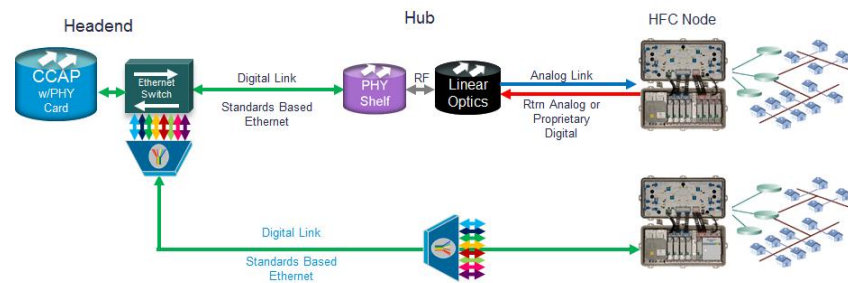 Headend
Hub
HFC Node
CCAP
w/PHY
Card
Ethernet
Switch
Digital Link
Standards Based
Ethernet
PHY
Shelf
RF
Linear
Optics
Analog Link
Rtrn Analog or
Proprietary
Digital
Digital Link
Standards Based
Ethernet